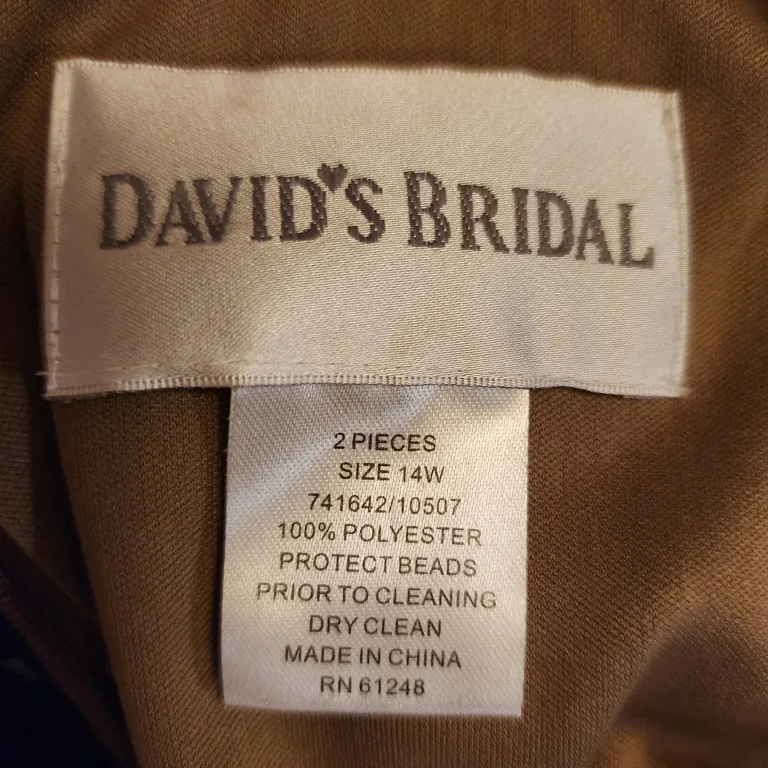 DAVID'S BRIDAL
2 PIECES
SIZE 14W
741642/10507
100% POLYESTER
PROTECT BEADS
PRIOR TO CLEANING
DRY CLEAN
MADE IN CHINA
RN 61248